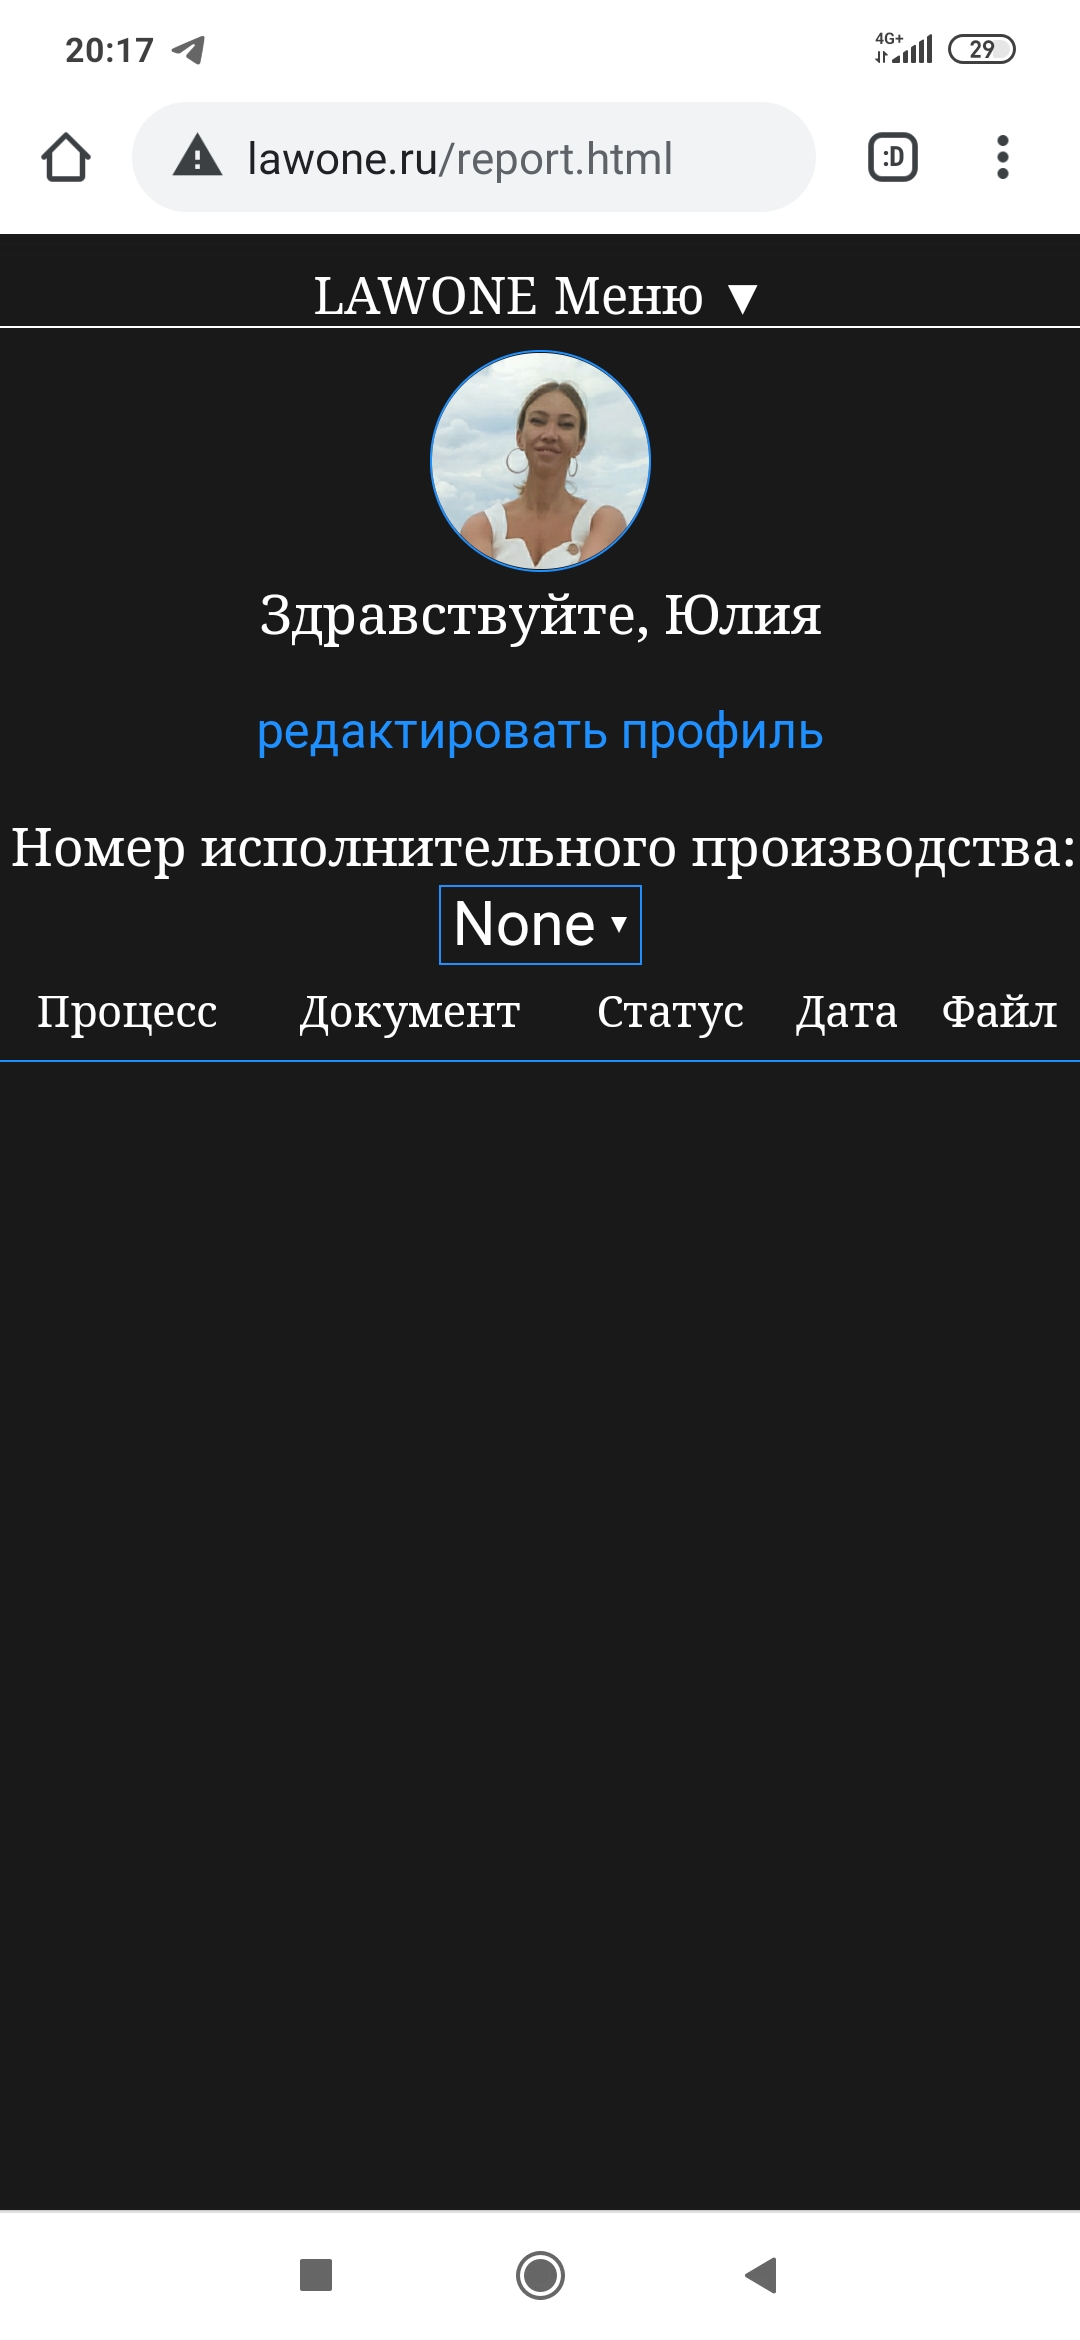 20:17
4G+
29
lawone.ru/report.html
:D
LAWONE Меню ▼
Здравствуйте, Юлия
редактировать профиль
Номер исполнительного производства:
None ▾
Процесс Документ Статус Дата Файл